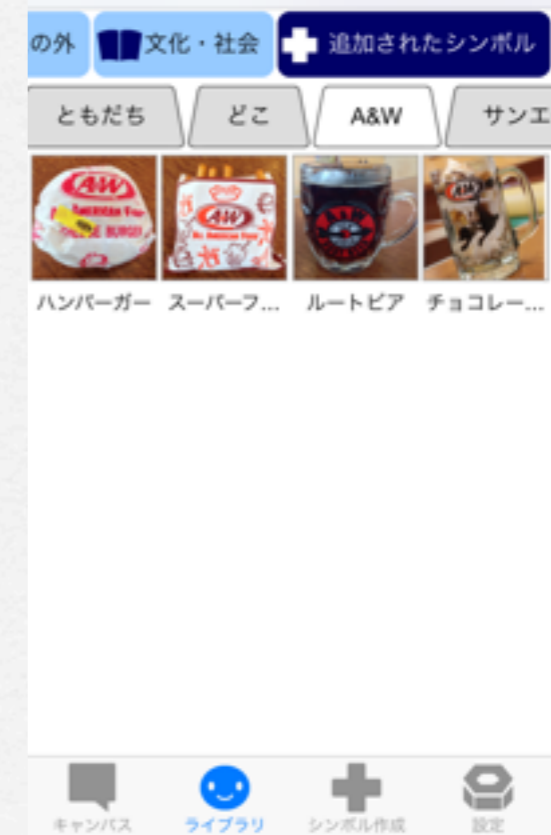 の外 文化・社会 追加されたシンボル
ともだち どこ A&W サンエ
A&W
A&W
ハンバーガー スーパーフ... ルートビア チョコレー...
キャンバス ライブラリ シンボル作成 設定